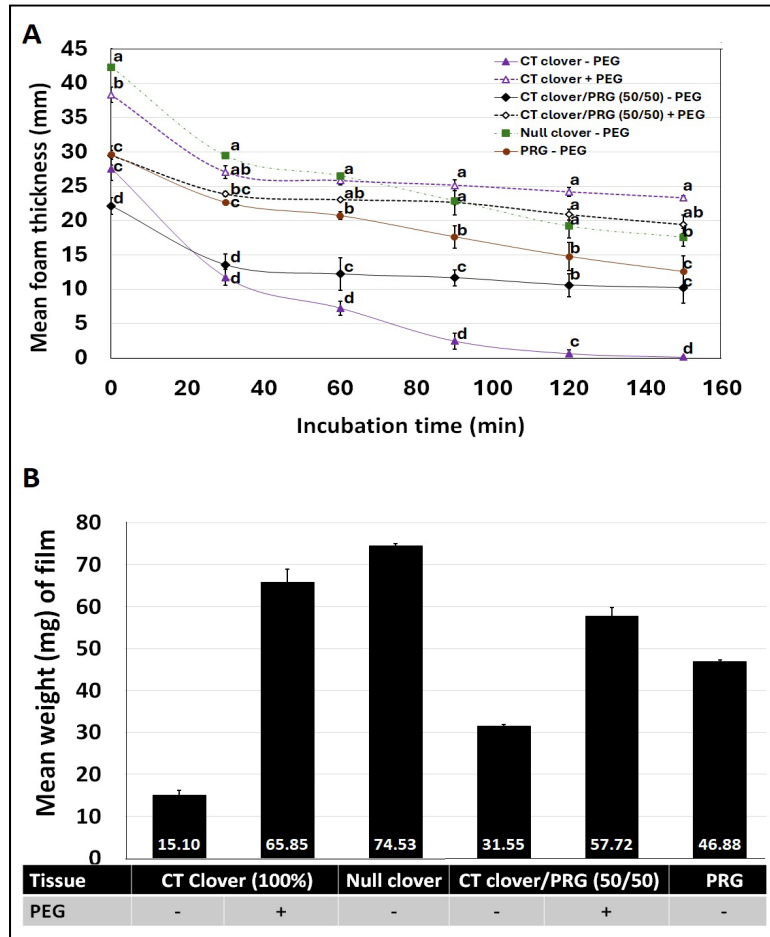 A
Mean foam thickness (mm)
45
40
35
30
25
20
15
10
5
0
0 20 40 60 80 100 120 140 160
Incubation time (min)
CT clover - PEG
CT clover + PEG
CT clover/PRG (50/50) - PEG
CT clover/PRG (50/50) + PEG
Null clover - PEG
PRG - PEG
a
b
c
c
d
a
ab
bc
c
d
d
a
a
ab
b
c
d
a
a
b
c
d
a
a
b
b
c
a
ab
b
c
c
d
B
Mean weight (mg) of film
80
70
60
50
40
30
20
10
0
15.10 65.85 74.53 31.55 57.72 46.88
Tissue CT Clover (100%) Null clover CT clover/PRG (50/50) PRG
PEG - + - - + -